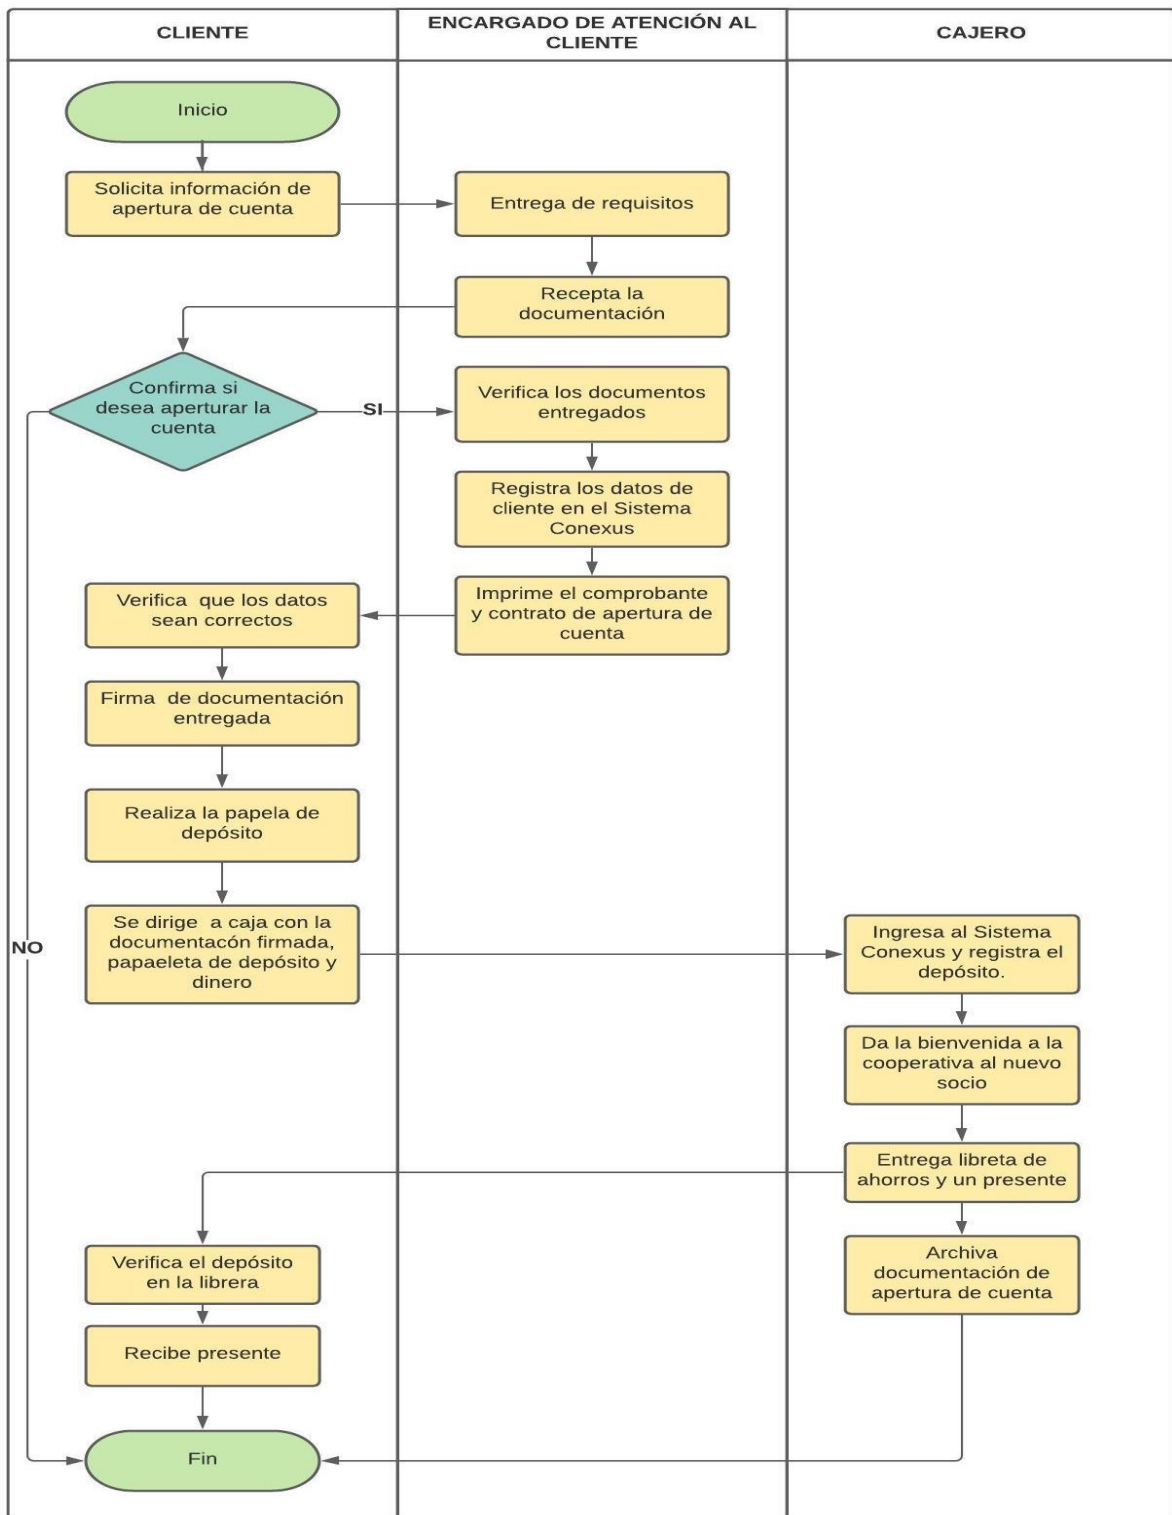 CLIENTE
ENCARGADO DE ATENCIÓN AL
CLIENTE
CAJERO
Inicio
Solicita información de
apertura de cuenta
Entrega de requisitos
Recepta la
documentación
Confirma si
desea aperturar la
cuenta
SI
Verifica los documentos
entregados
Registra los datos de
cliente en el Sistema
Conexus
Imprime el comprobante
y contrato de apertura de
cuenta
Verifica que los datos
sean correctos
Firma de documentación
entregada
Realiza la papela de
depósito
Se dirige a caja con la
documentacón firmada,
papaeleta de depósito y
dinero
NO
Ingresa al Sistema
Conexus y registra el
depósito.
Da la bienvenida a la
cooperativa al nuevo
socio
Entrega libreta de
ahorros y un presente
Archiva
documentación de
apertura de cuenta
Verifica el depósito
en la librera
Recibe presente
Fin